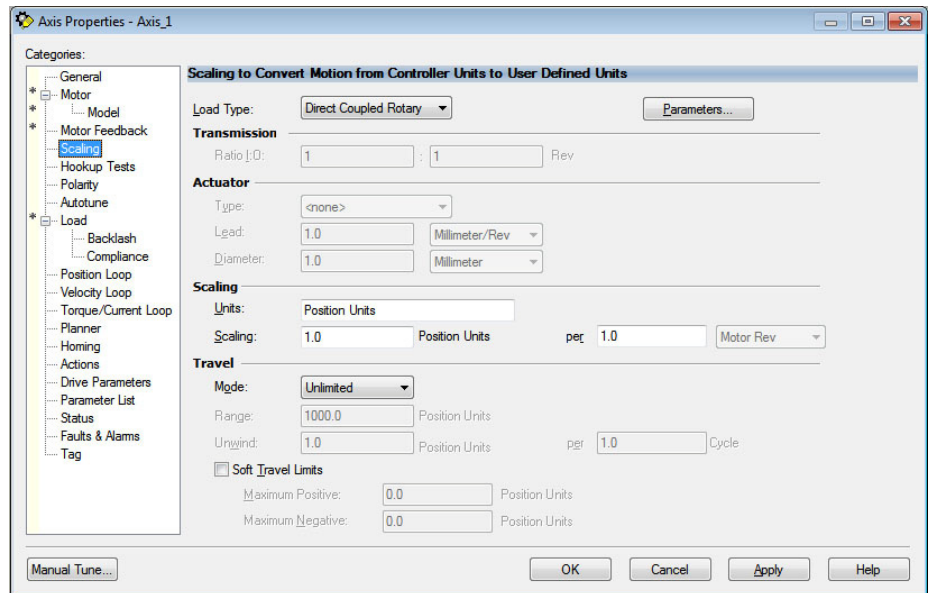 Axis Properties - Axis_1
Categories:
General
* Motor
* Model
* Motor Feedback
Scaling
Hookup Tests
Polarity
Autotune
* Load
Backlash
Compliance
Position Loop
Velocity Loop
Torque/Current Loop
Planner
Homing
Actions
Drive Parameters
Parameter List
Status
Faults & Alarms
Tag
Scaling to Convert Motion from Controller Units to User Defined Units
Load Type: Direct Coupled Rotary Parameters...
Transmission
Ratio I:O: 1 : 1 Rev
Actuator
Type: <none>
Lead: 1.0 Millimeter/Rev
Diameter: 1.0 Millimeter
Scaling
Units: Position Units
Scaling: 1.0 Position Units per 1.0 Motor Rev
Travel
Mode: Unlimited
Range: 1000.0 Position Units
Unwind: 1.0 Position Units per 1.0 Cycle
Soft Travel Limits
Maximum Positive: 0.0 Position Units
Maximum Negative: 0.0 Position Units
Manual Tune... OK Cancel Apply Help